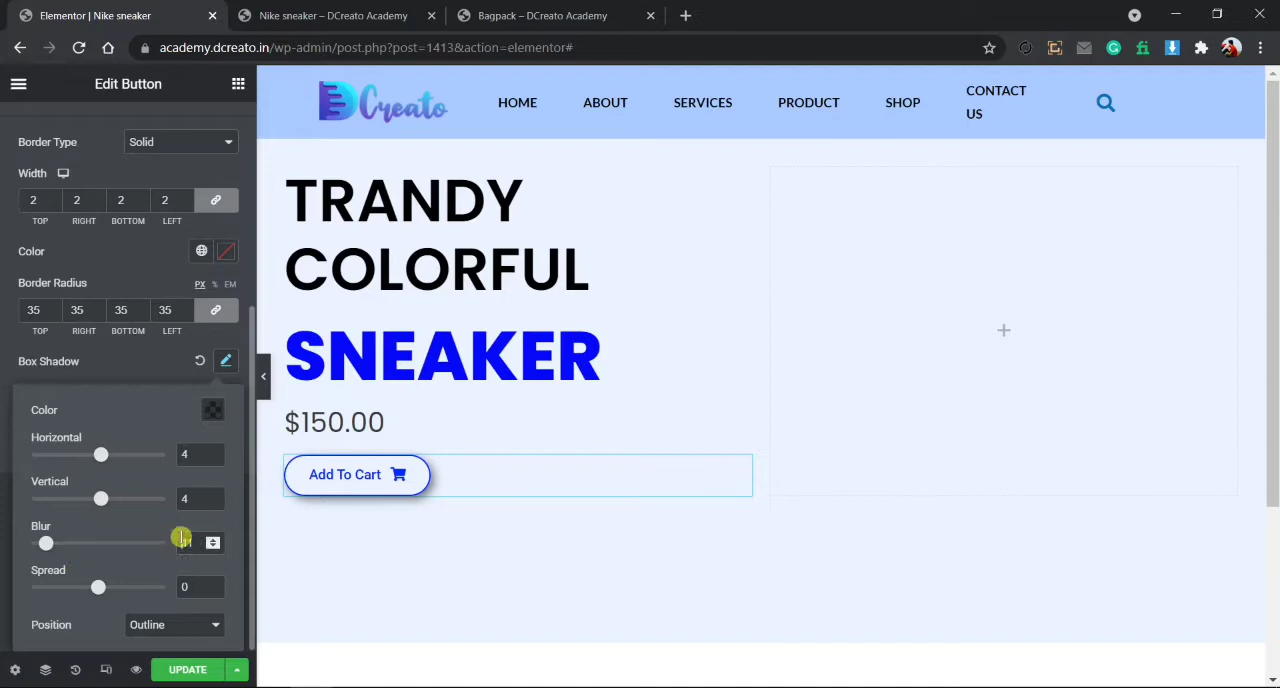 Elementor | Nike sneaker
Nike sneaker – DCreato Academy
Bagpack – DCreato Academy
academy.dcreato.in/wp-admin/post.php?post=1413&action=elementor#
Edit Button
Border Type
Solid
Width
2 2 2 2
TOP RIGHT BOTTOM LEFT
Color
Border Radius
PX % EM
35 35 35 35
TOP RIGHT BOTTOM LEFT
Box Shadow
Color
Horizontal
4
Vertical
4
Blur
Spread
0
Position
Outline
UPDATE
DCreato
HOME
ABOUT
SERVICES
PRODUCT
SHOP
CONTACT
US
TRANDY
COLORFUL
SNEAKER
$150.00
Add To Cart